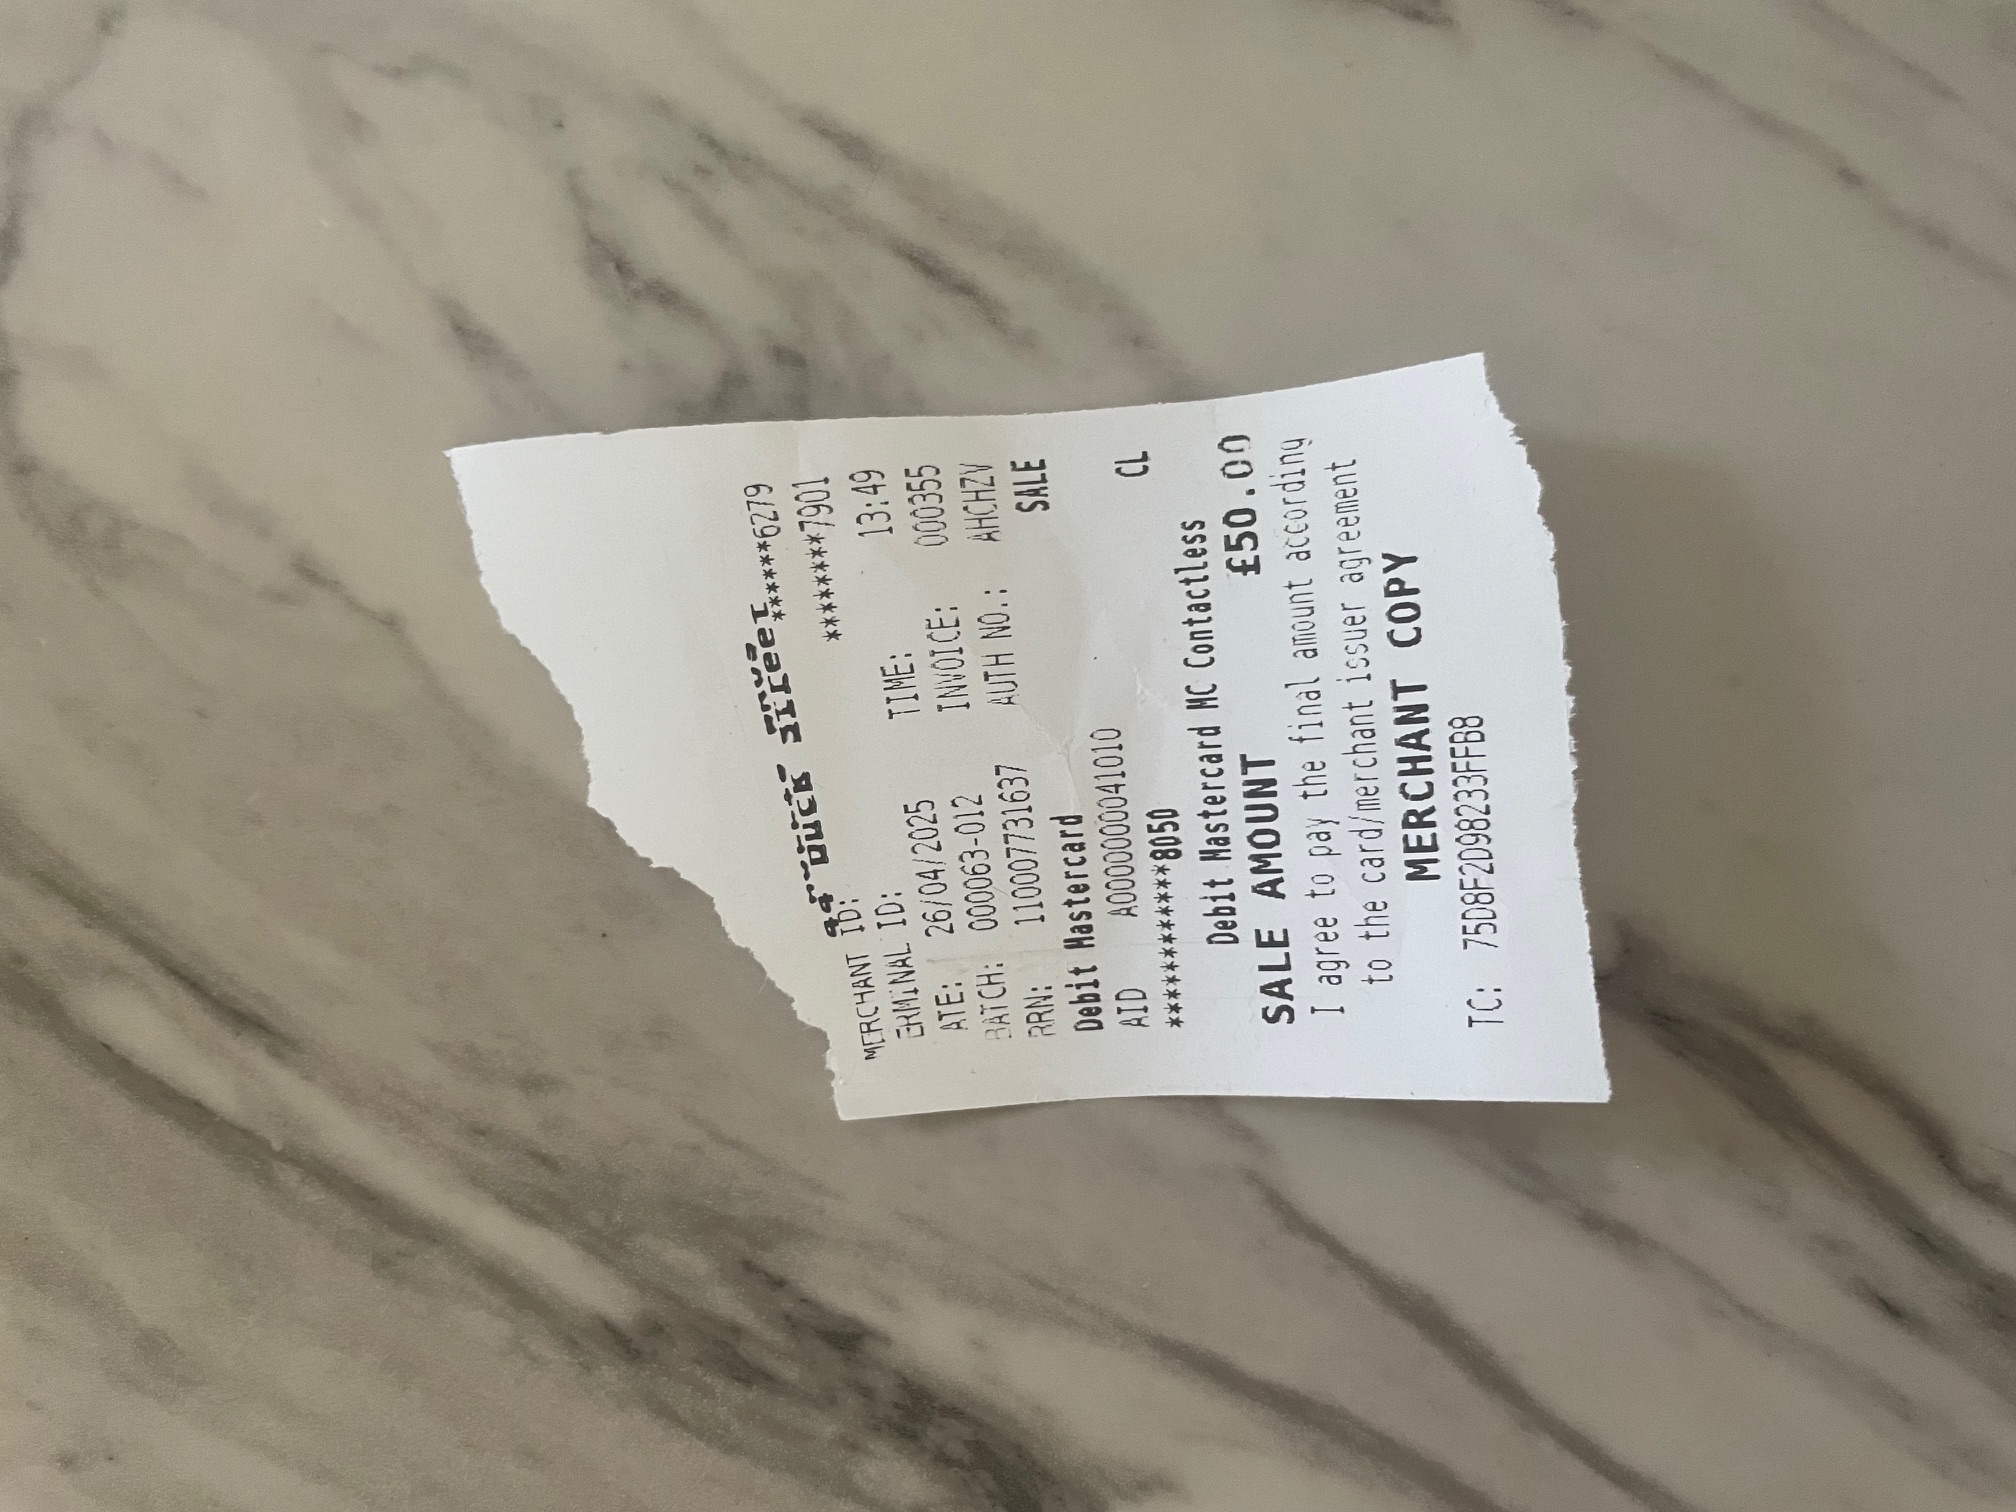 44 Duck Street
MERCHANT ID: ******6279
ERMINAL ID: ********7901
ATE: 26/04/2025 TIME: 13:49
BATCH: 000063-012 INVOICE: 000355
RRN: 110007731637 AUTH NO.: AHCHZV
Debit Mastercard SALE
AID A0000000041010
************8050 CL
Debit Mastercard MC Contactless
SALE AMOUNT £50.00
I agree to pay the final amount according
to the card/merchant issuer agreement
MERCHANT COPY
TC: 75D8F2D98233FFB8